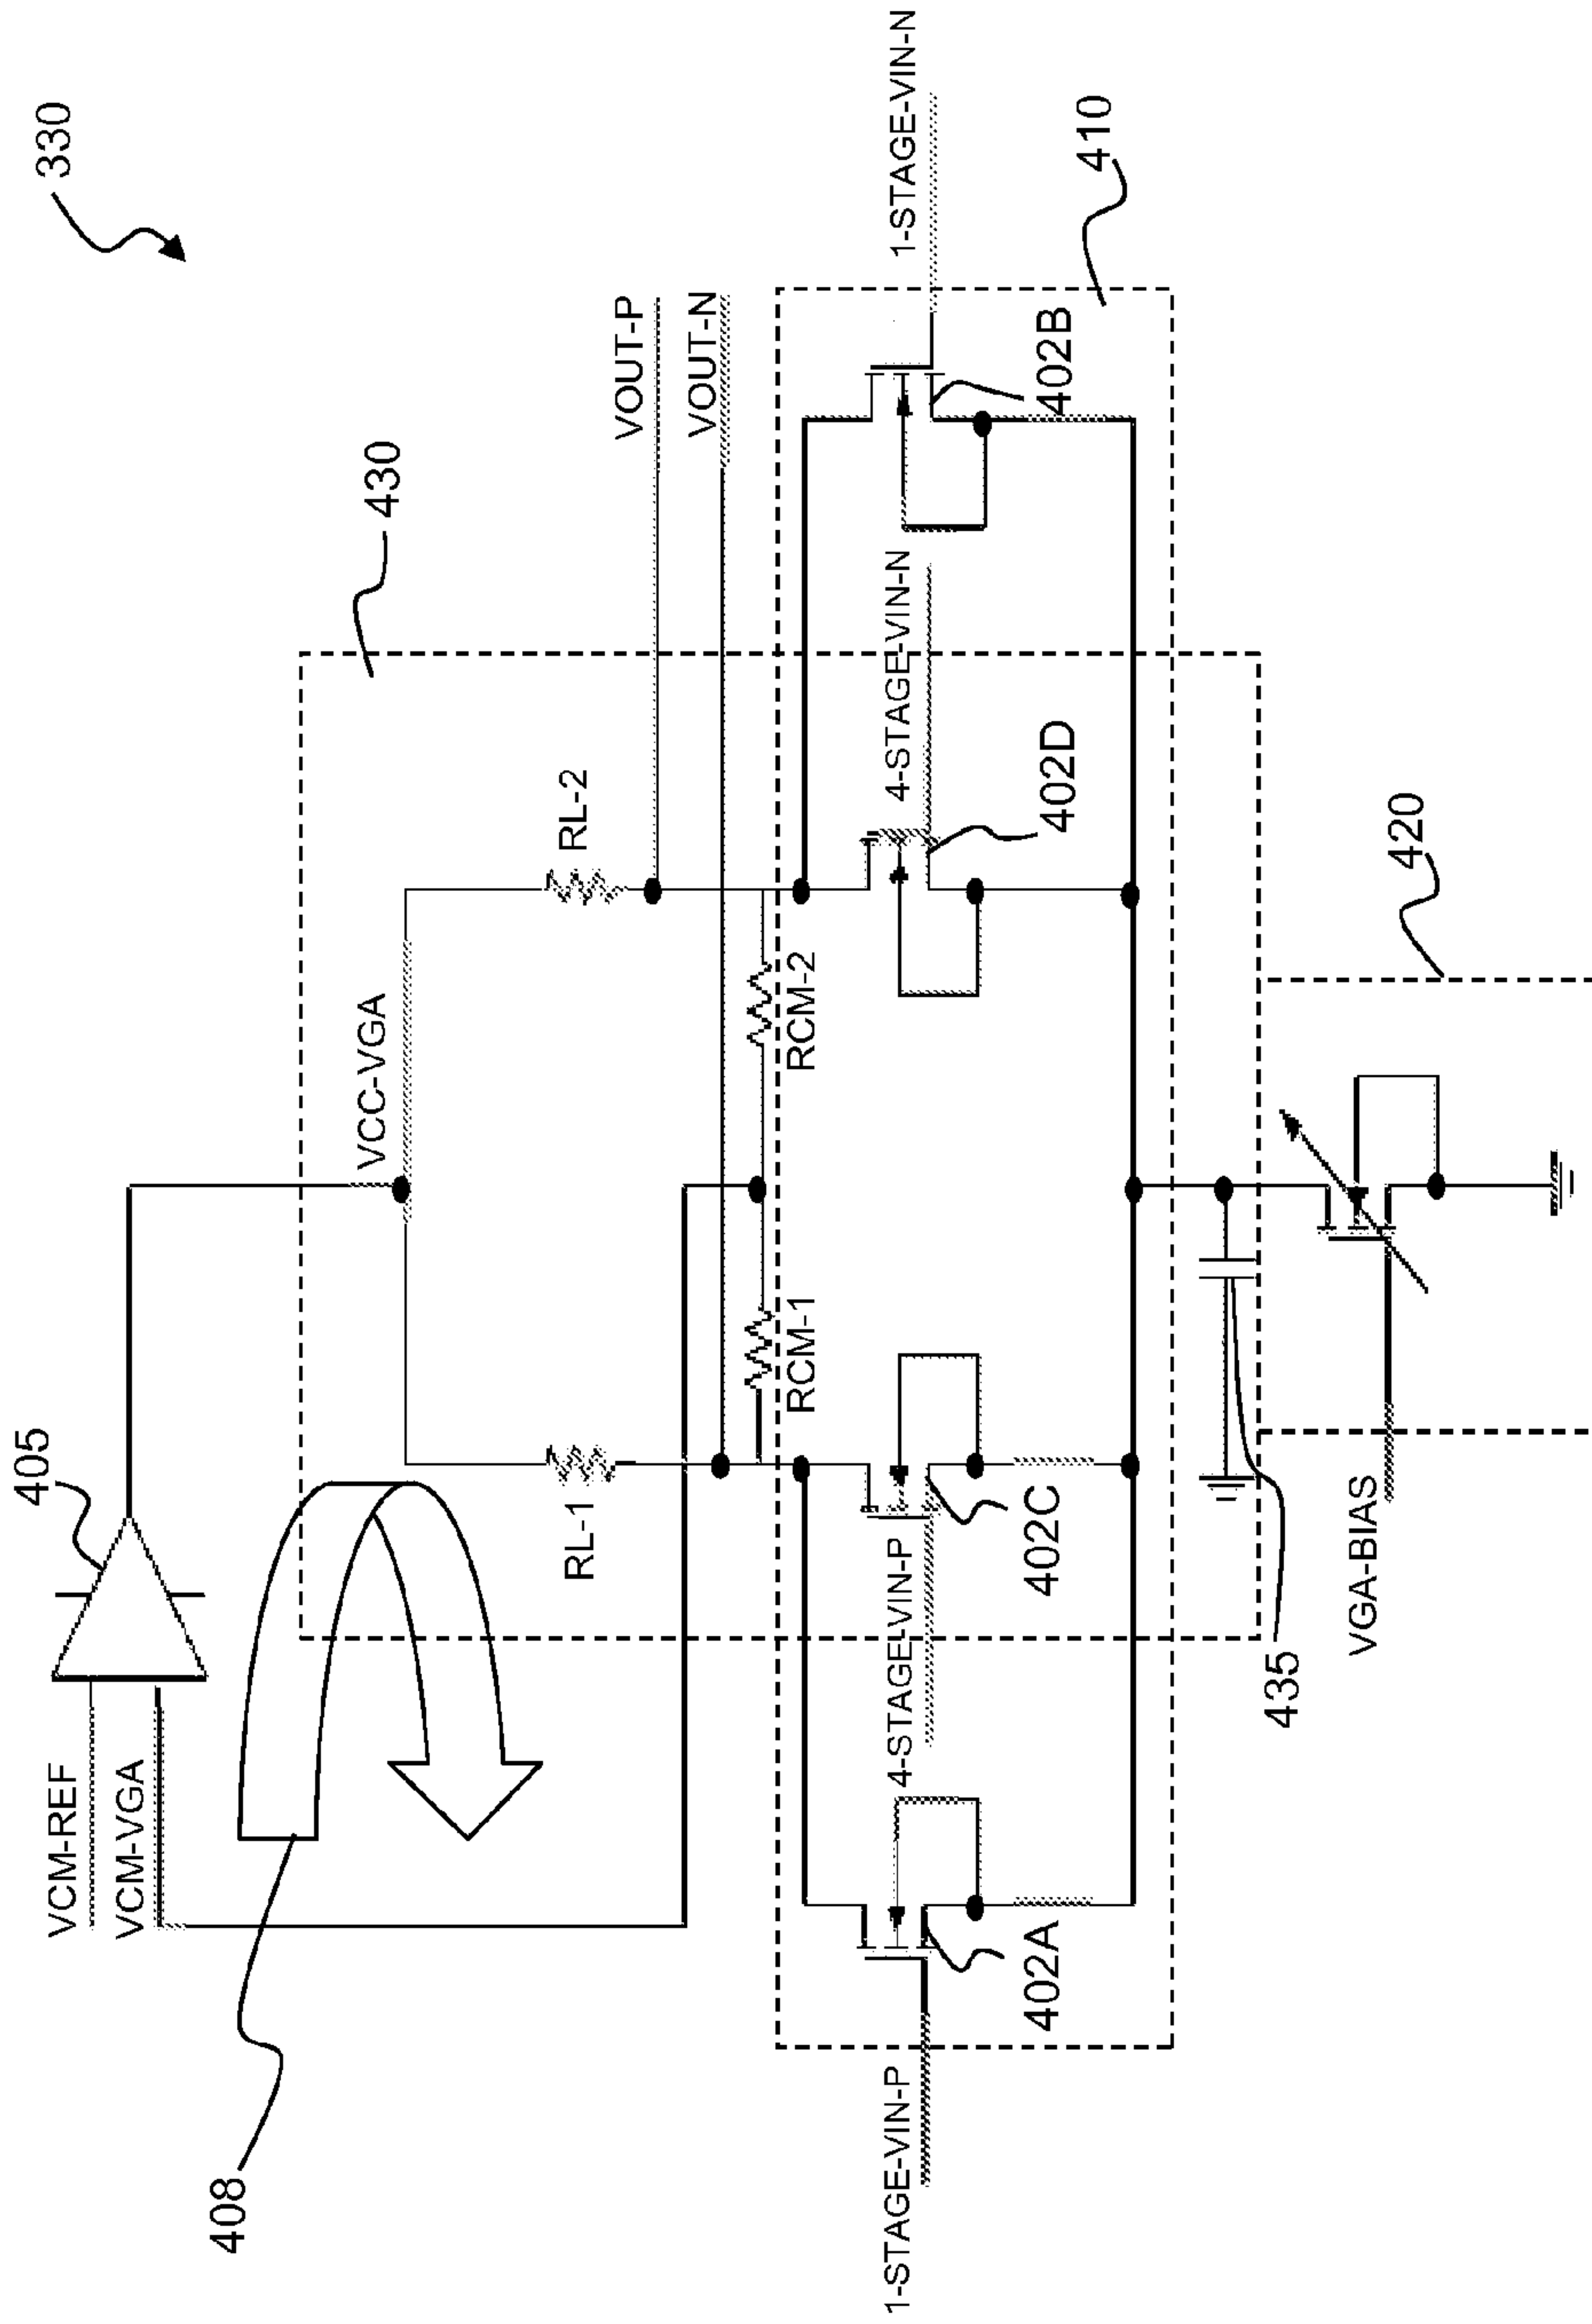 330
405
VCM-REF
VCM-VGA
408
VCC-VGA
430
RL-1
RL-2
VOUT-P
VOUT-N
RCM-1
RCM-2
1-STAGE-VIN-P
4-STAGE-VIN-P
4-STAGE-VIN-N
1-STAGE-VIN-N
402A
402C
402D
402B
410
435
VGA-BIAS
420